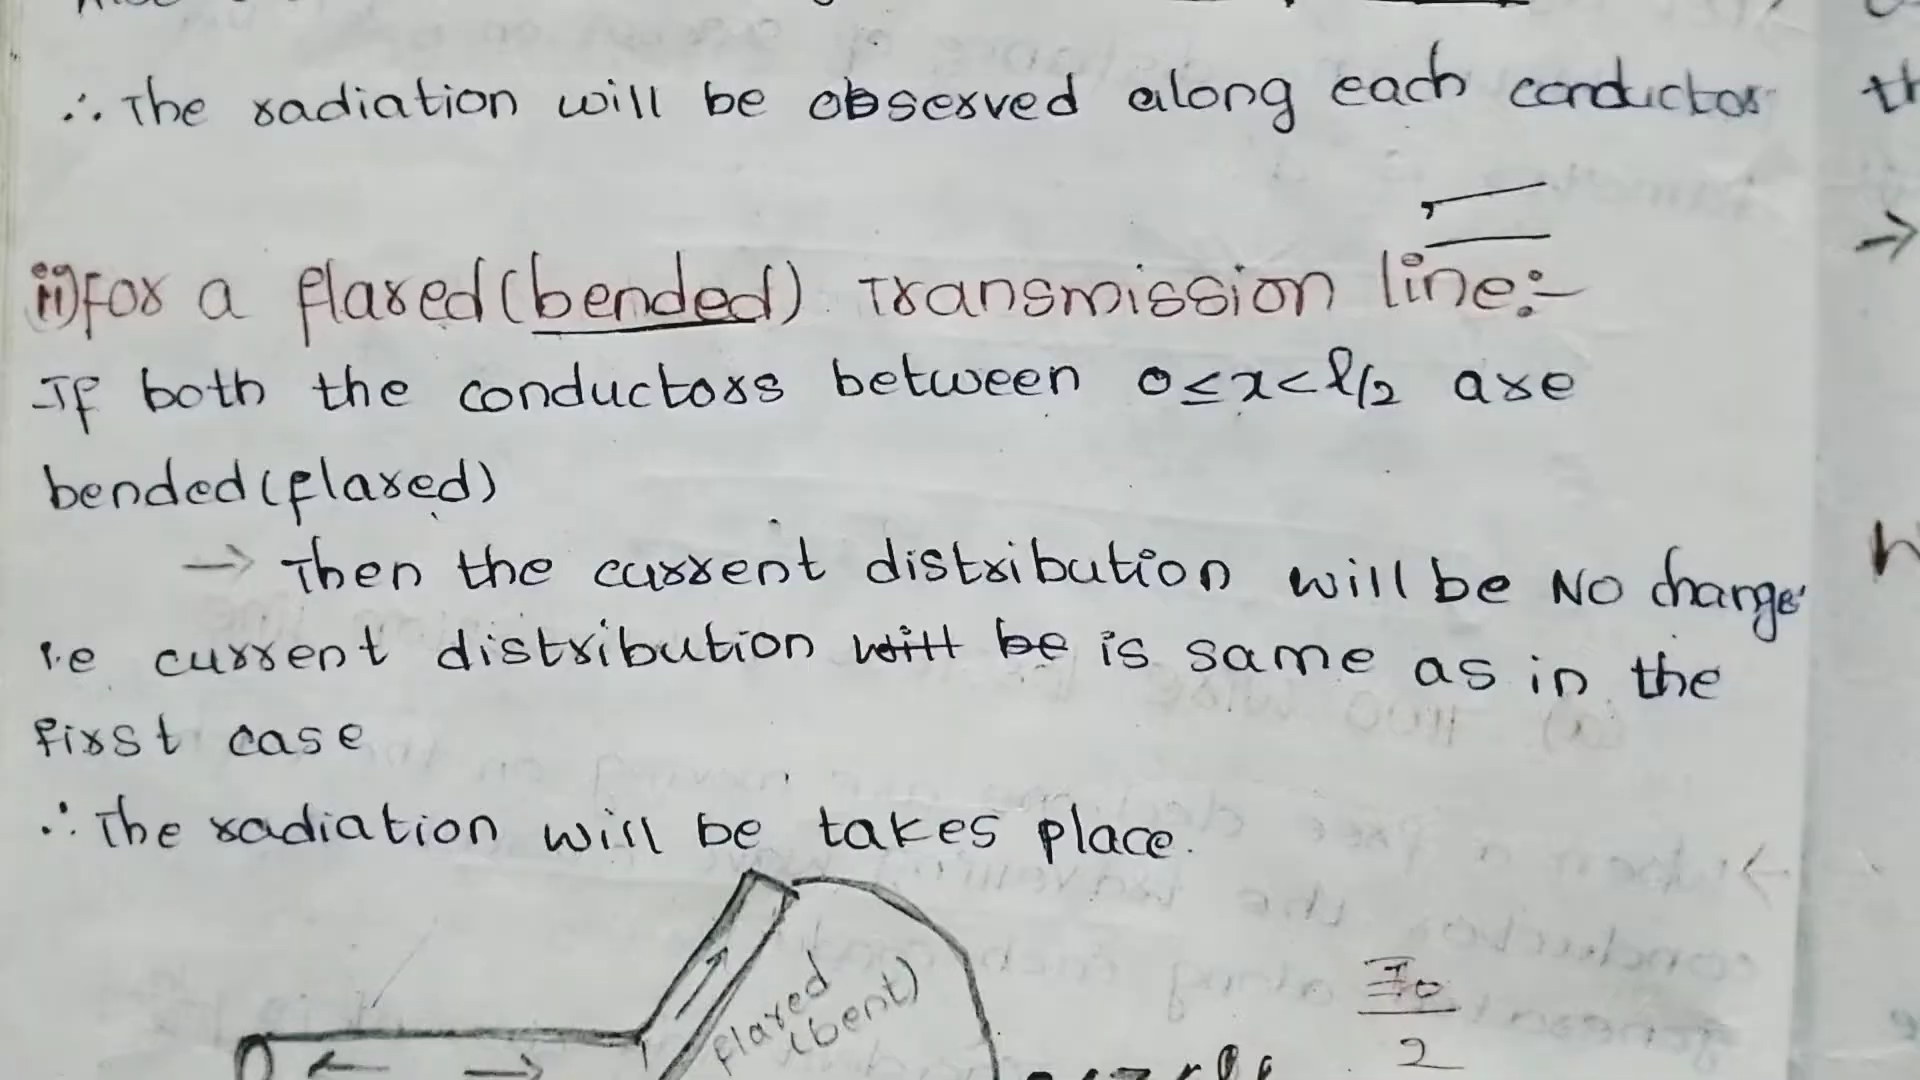 ∴ The radiation will be observed along each conductor
ii) For a flared (bended) Transmission line:-
If both the conductors between 0≤x<l/2 are
bended (flared)
→ Then the current distribution will be NO change
i.e current distribution will be is same as in the
first case
∴ The radiation will be takes place.
flared
(bent)
I0
2